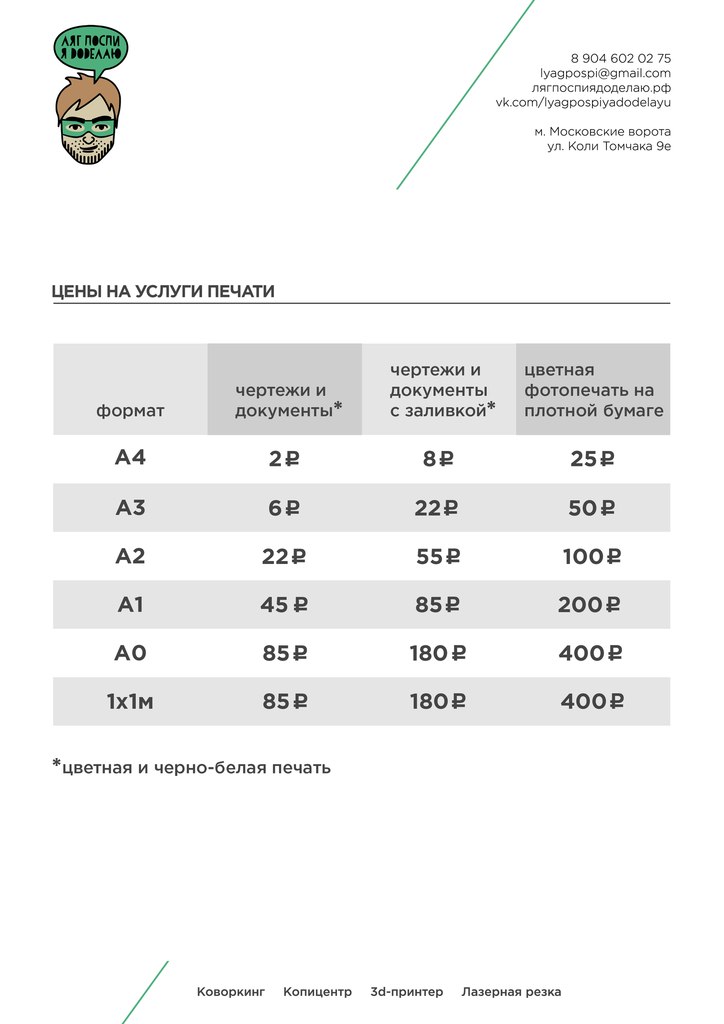 ЛЯГ ПОСПИ
Я ДОДЕЛАЮ
8 904 602 02 75
lyagpospi@gmail.com
лягпоспиядоделаю.рф
vk.com/lyagpospiyadodelayu
м. Московские ворота
ул. Коли Томчака 9е
ЦЕНЫ НА УСЛУГИ ПЕЧАТИ
формат
чертежи и
документы*
чертежи и
документы
с заливкой*
цветная
фотопечать на
плотной бумаге
А4 2₽ 8₽ 25₽
А3 6₽ 22₽ 50₽
А2 22₽ 55₽ 100₽
А1 45 ₽ 85₽ 200₽
А0 85₽ 180₽ 400₽
1х1м 85₽ 180₽ 400₽
*цветная и черно-белая печать
Коворкинг Копицентр 3d-принтер Лазерная резка